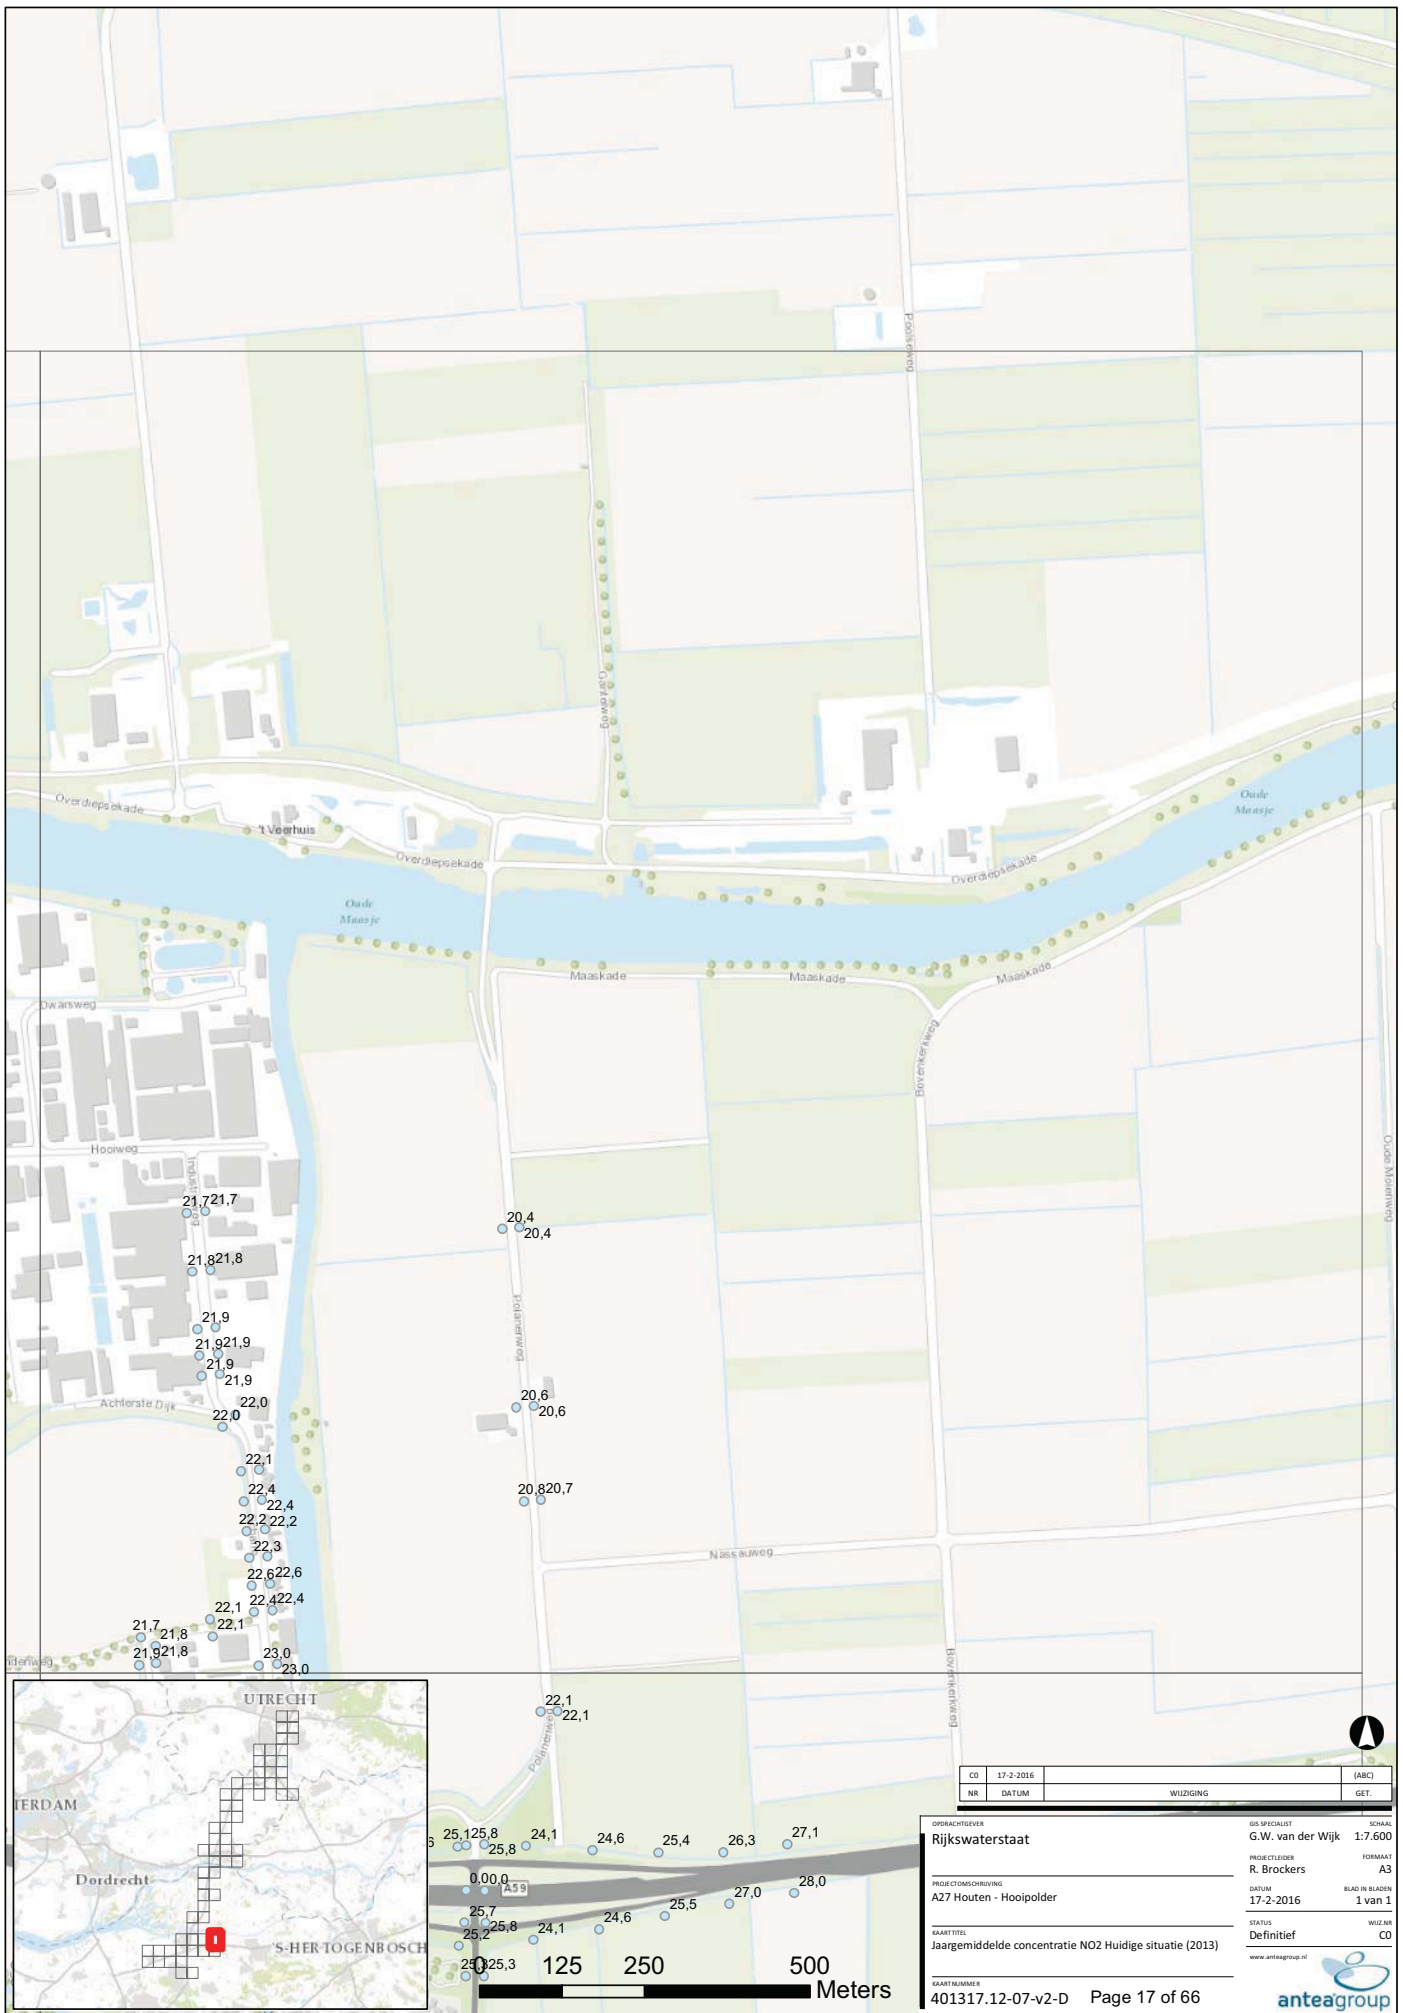 Pooiseweg
Ganteweg
Overdiepsekade
't Veerhuis
Overdiepsekade
Overdiepsekade
Oude
Maasje
Oude
Maasje
Maaskade
Maaskade
Maaskade
Dwarsweg
Bovenkerkweg
Hooiweg
Industrieweg
Oude Molenweg
21,7 21,7
20,4
20,4
21,8 21,8
Polanenweg
21,9
21,9 21,9
21,9
21,9
Achterste Dijk
22,0
22,0
20,6
20,6
22,1
22,4
22,4
20,8 20,7
22,2 22,2
22,3
Nassauweg
22,6 22,6
22,4 22,4
22,1
22,1
21,7
21,8
21,9 21,8
ndenweg
23,0
23,0
Bovenkerkweg
22,1
22,1
Polanenweg
UTRECHT
TERDAM
Dordrecht
'S-HERTOGENBOSCH
6 25,1 25,8
25,8
24,1
24,6
25,4
26,3
27,1
0,0 0,0
A59
28,0
27,0
25,7
25,8
25,2
24,1
24,6
25,5
25,3 25,3
0 125 250 500
Meters
C0 17-2-2016 (ABC)
NR DATUM WIJZIGING GET.
OPDRACHTGEVER
Rijkswaterstaat
GIS SPECIALIST SCHAAL
G.W. van der Wijk 1:7.600
PROJECTLEIDER FORMAAT
R. Brockers A3
PROJECTOMSCHRIJVING
A27 Houten - Hooipolder
DATUM BLAD IN BLADEN
17-2-2016 1 van 1
STATUS WIJZ.NR
Definitief C0
KAARTTITEL
Jaargemiddelde concentratie NO2 Huidige situatie (2013)
www.anteagroup.nl
KAARTNUMMER
401317.12-07-v2-D Page 17 of 66
anteagroup